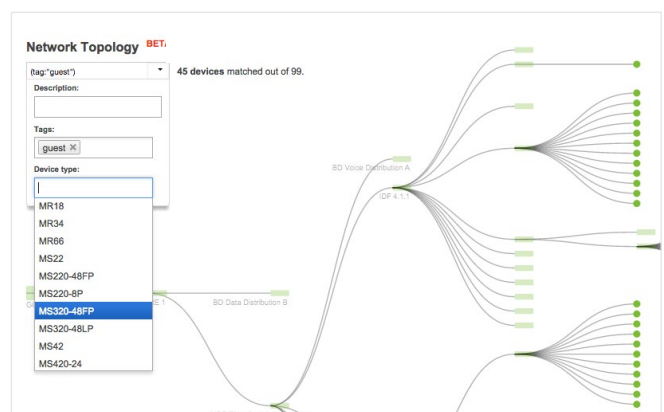 Network Topology BETA
(tag:"guest")
45 devices matched out of 99.
Description:
Tags:
guest ×
Device type:
MR18
MR34
MR66
MS22
MS220-48FP
MS220-8P
MS320-48FP
MS320-48LP
MS42
MS420-24
BD Voice Distribution A
IDF 4.1.1
E 1
BD Data Distribution B